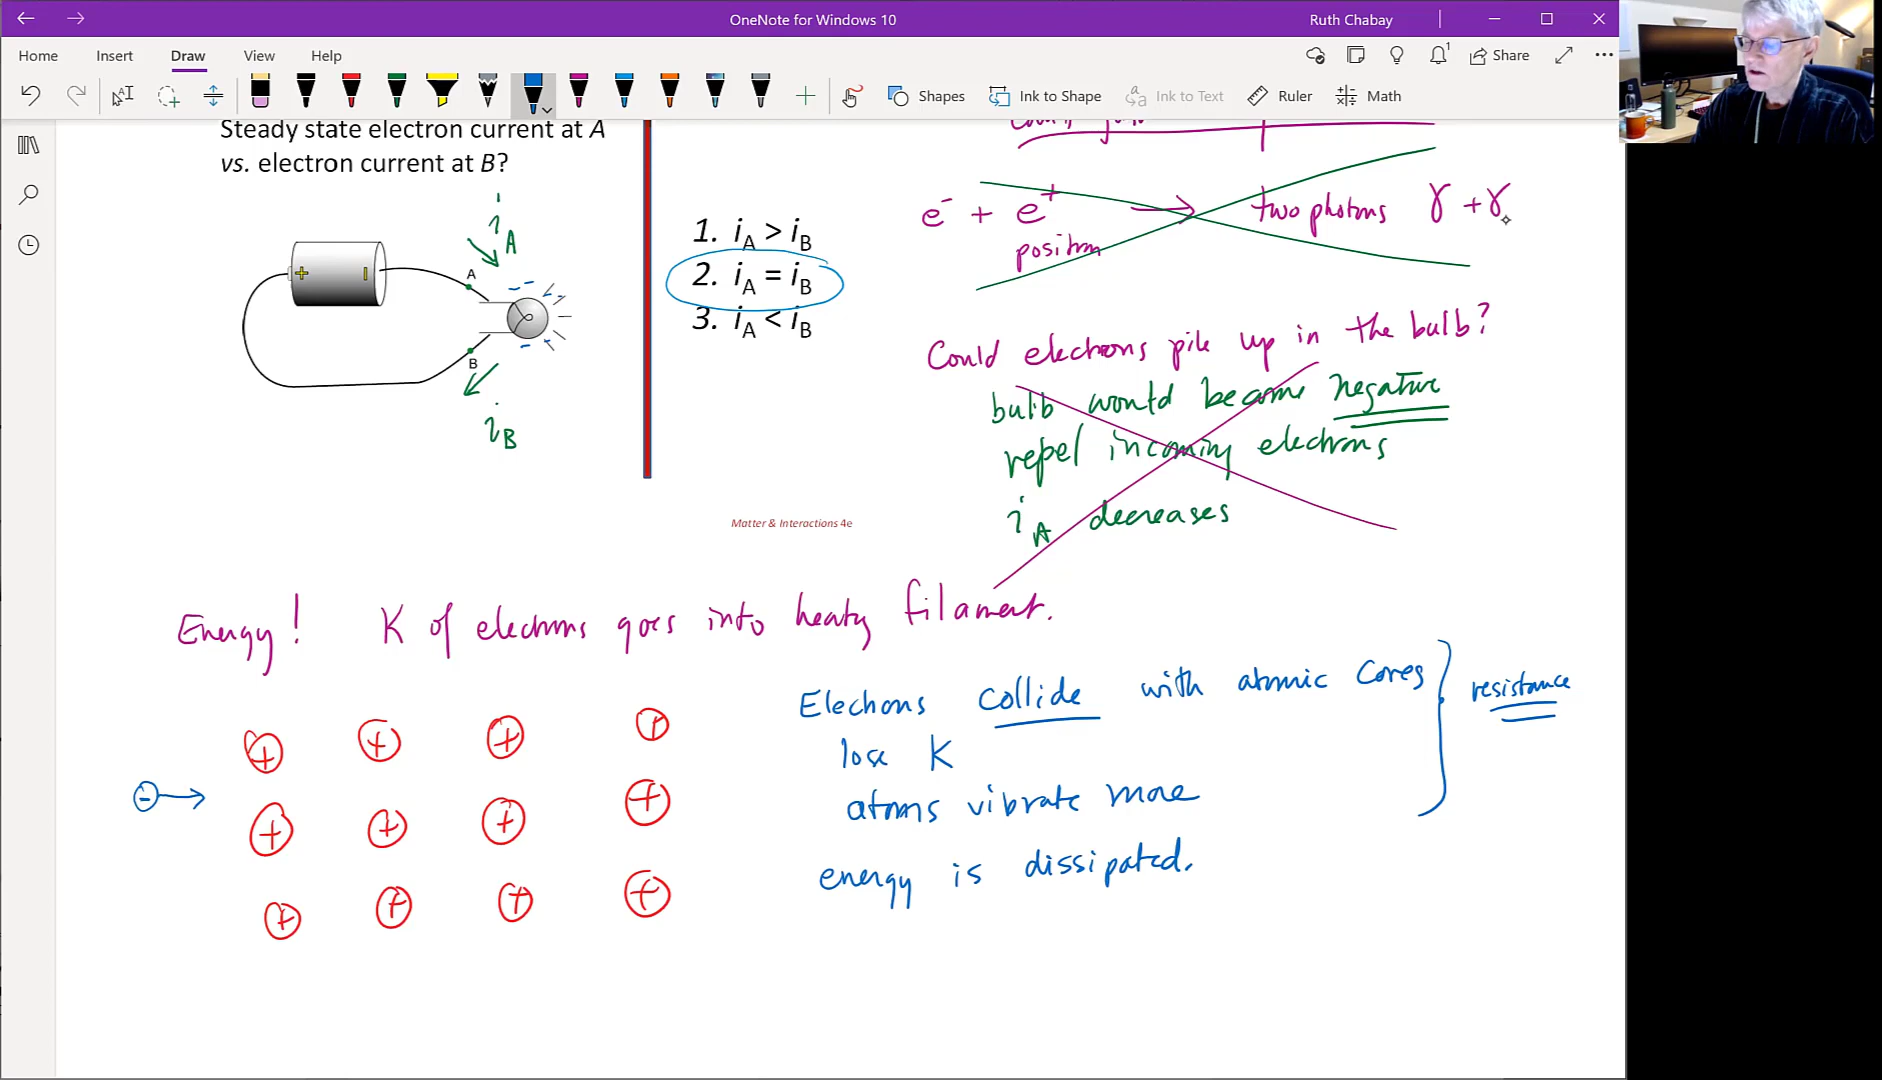 OneNote for Windows 10
Ruth Chabay
Home Insert Draw View Help
1 Share
Shapes Ink to Shape Ink to Text Ruler Math
Steady state electron current at A
vs. electron current at B?
i
A
+ I
A
B
i
B
1. iA > iB
2. iA = iB
3. iA < iB
Matter & Interactions 4e
e- + e+ → two photons γ + γ
positron
Could electrons pile up in the bulb?
bulb would become negative
repel incoming electrons
iA decreases
Energy! K of electrons goes into heating filament.
Electrons collide with atomic cores
resistance
lose K
atoms vibrate more
energy is dissipated.
+ + + +
- →
+ + + +
+ + + +